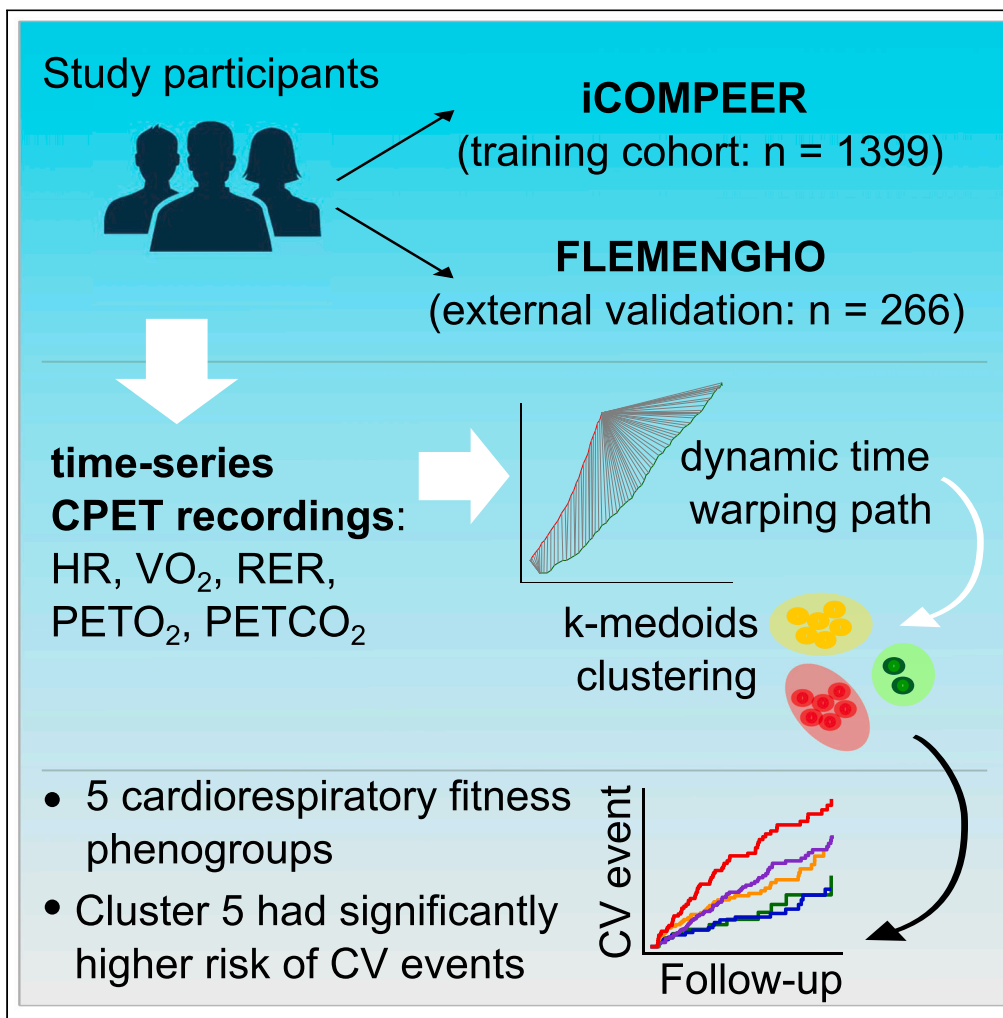 Study participants
iCOMPEER
(training cohort: n = 1399)
FLEMENGHO
(external validation: n = 266)
time-series
CPET recordings:
HR, VO₂, RER,
PETO₂, PETCO₂
dynamic time
warping path
k-medoids
clustering
• 5 cardiorespiratory fitness
phenogroups
• Cluster 5 had significantly
higher risk of CV events
CV event
Follow-up